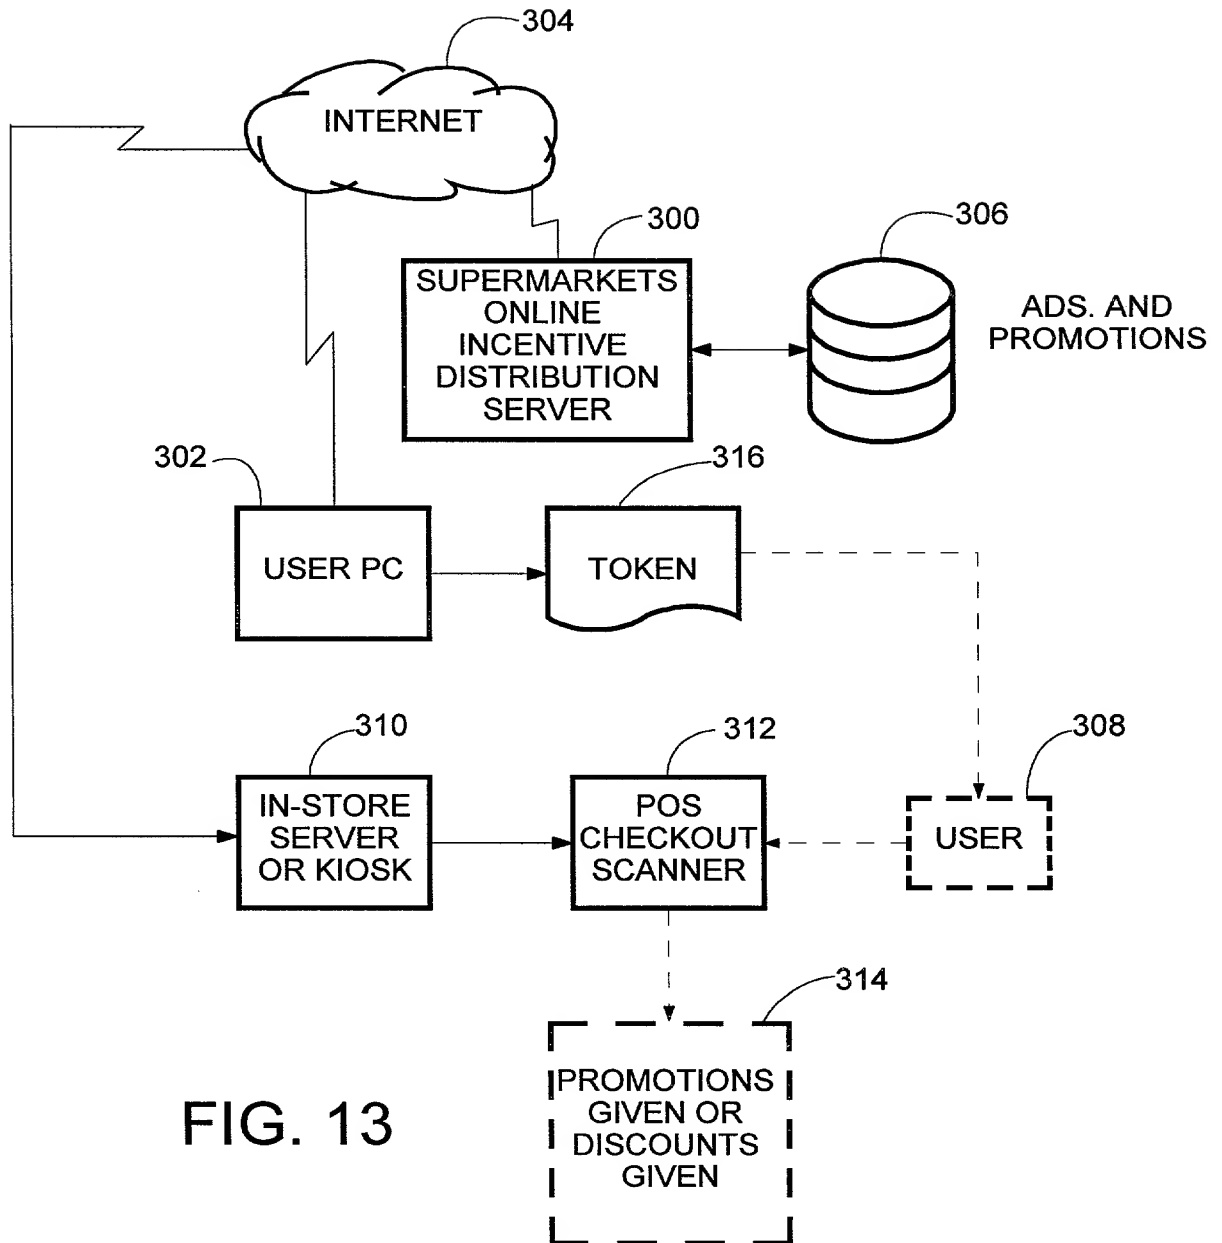 304
INTERNET
300
306
SUPERMARKETS
ONLINE
INCENTIVE
DISTRIBUTION
SERVER
ADS. AND
PROMOTIONS
302
316
USER PC
TOKEN
310
312
308
IN-STORE
SERVER
OR KIOSK
POS
CHECKOUT
SCANNER
USER
314
PROMOTIONS
GIVEN OR
DISCOUNTS
GIVEN
FIG. 13